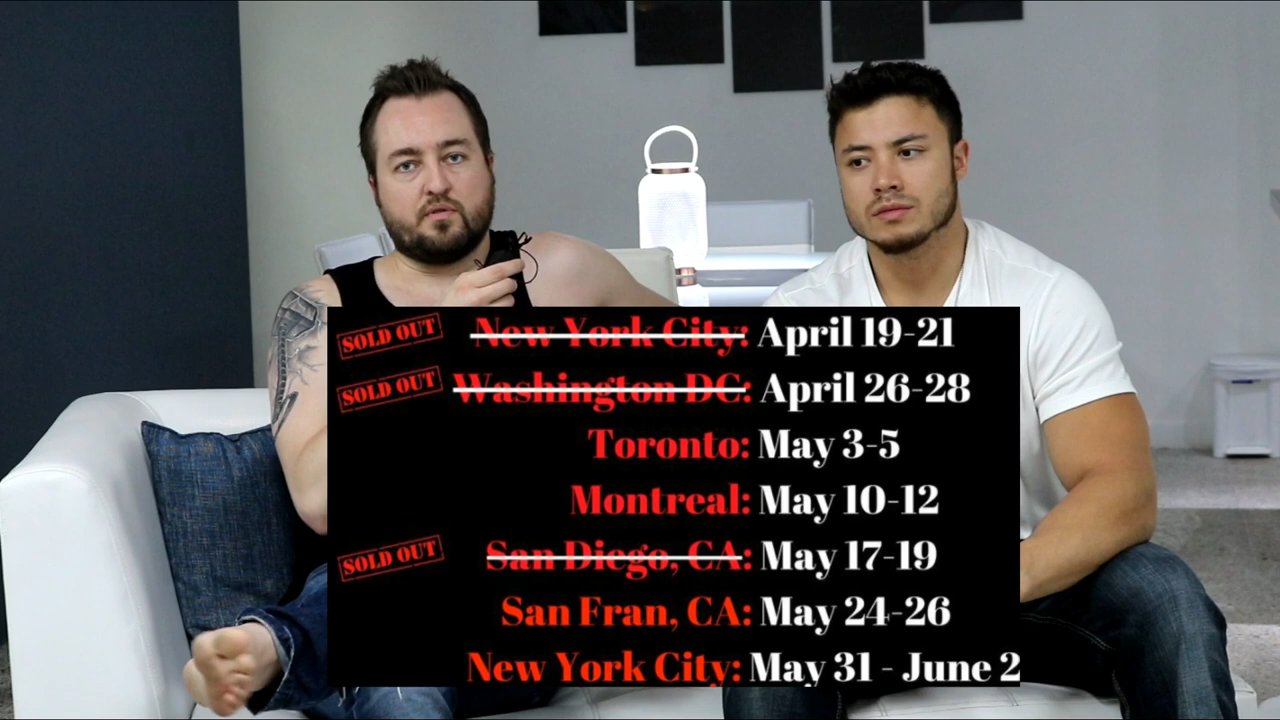 SOLD OUT New York City: April 19-21
SOLD OUT Washington DC: April 26-28
Toronto: May 3-5
Montreal: May 10-12
SOLD OUT San Diego, CA: May 17-19
San Fran, CA: May 24-26
New York City: May 31 - June 2